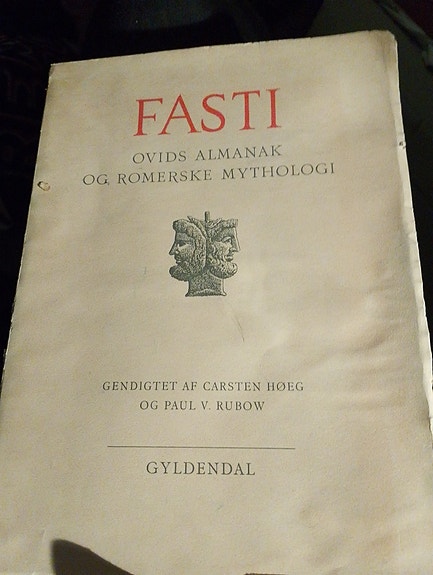 FASTI
OVIDS ALMANAK
OG ROMERSKE MYTHOLOGI
GENDIGTET AF CARSTEN HØEG
OG PAUL V. RUBOW
GYLDENDAL